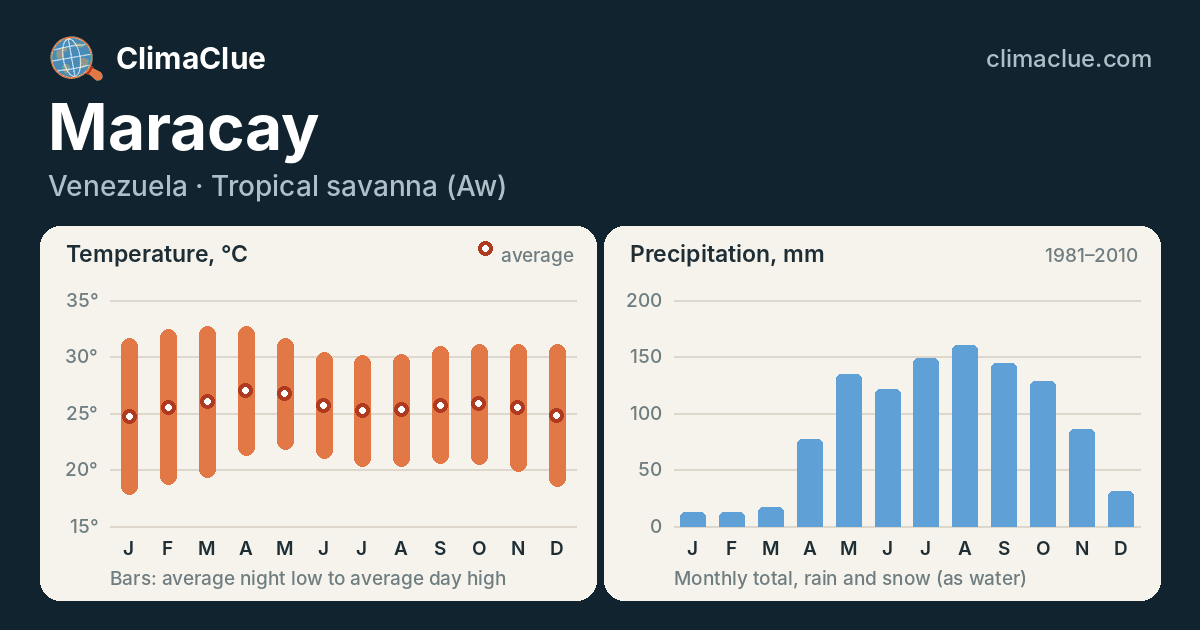 ClimaClue
climaclue.com
Maracay
Venezuela · Tropical savanna (Aw)
Temperature, °C
average
35°
30°
25°
20°
15°
J F M A M J J A S O N D
Bars: average night low to average day high
Precipitation, mm
1981–2010
200
150
100
50
0
J F M A M J J A S O N D
Monthly total, rain and snow (as water)